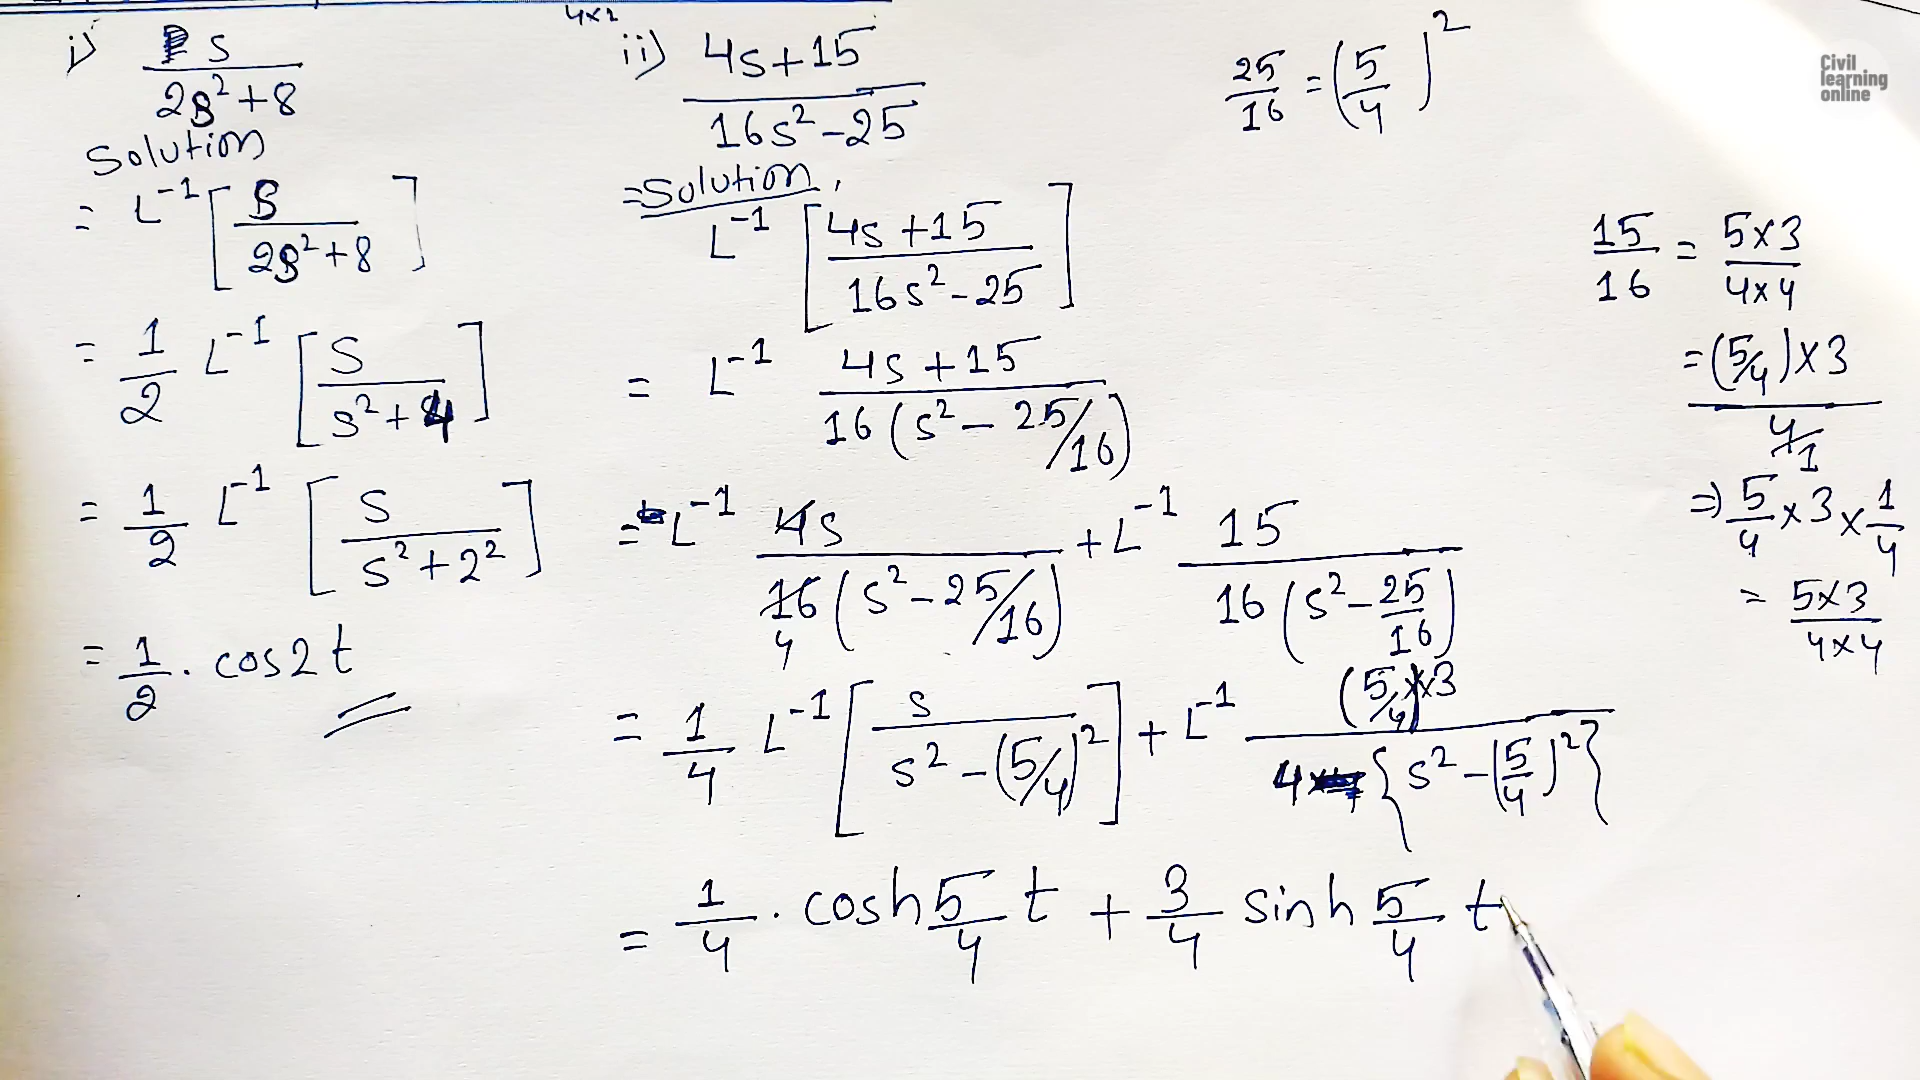 i) s / 2s² + 8
Solution
= L⁻¹ [ s / 2s² + 8 ]
= 1/2 L⁻¹ [ s / s² + 4 ]
= 1/2 L⁻¹ [ s / s² + 2² ]
= 1/2 . cos2t
4×2
ii) 4s+15 / 16s² - 25
= Solution,
L⁻¹ [ 4s+15 / 16s² - 25 ]
= L⁻¹ 4s+15 / 16(s² - 25/16)
= L⁻¹ 4s / 16 4 (s² - 25/16) + L⁻¹ 15 / 16(s² - 25/16)
= 1/4 L⁻¹ [ s / s² - (5/4)² ] + L⁻¹ (5/4)×3 / 4 { s² - (5/4)² }
= 1/4 . cosh 5/4 t + 3/4 sinh 5/4 t
25/16 = (5/4)²
15/16 = 5×3 / 4×4
= (5/4)×3 / 4/1
⇒ 5/4 × 3 × 1/4
= 5×3 / 4×4
Civil
learning
online